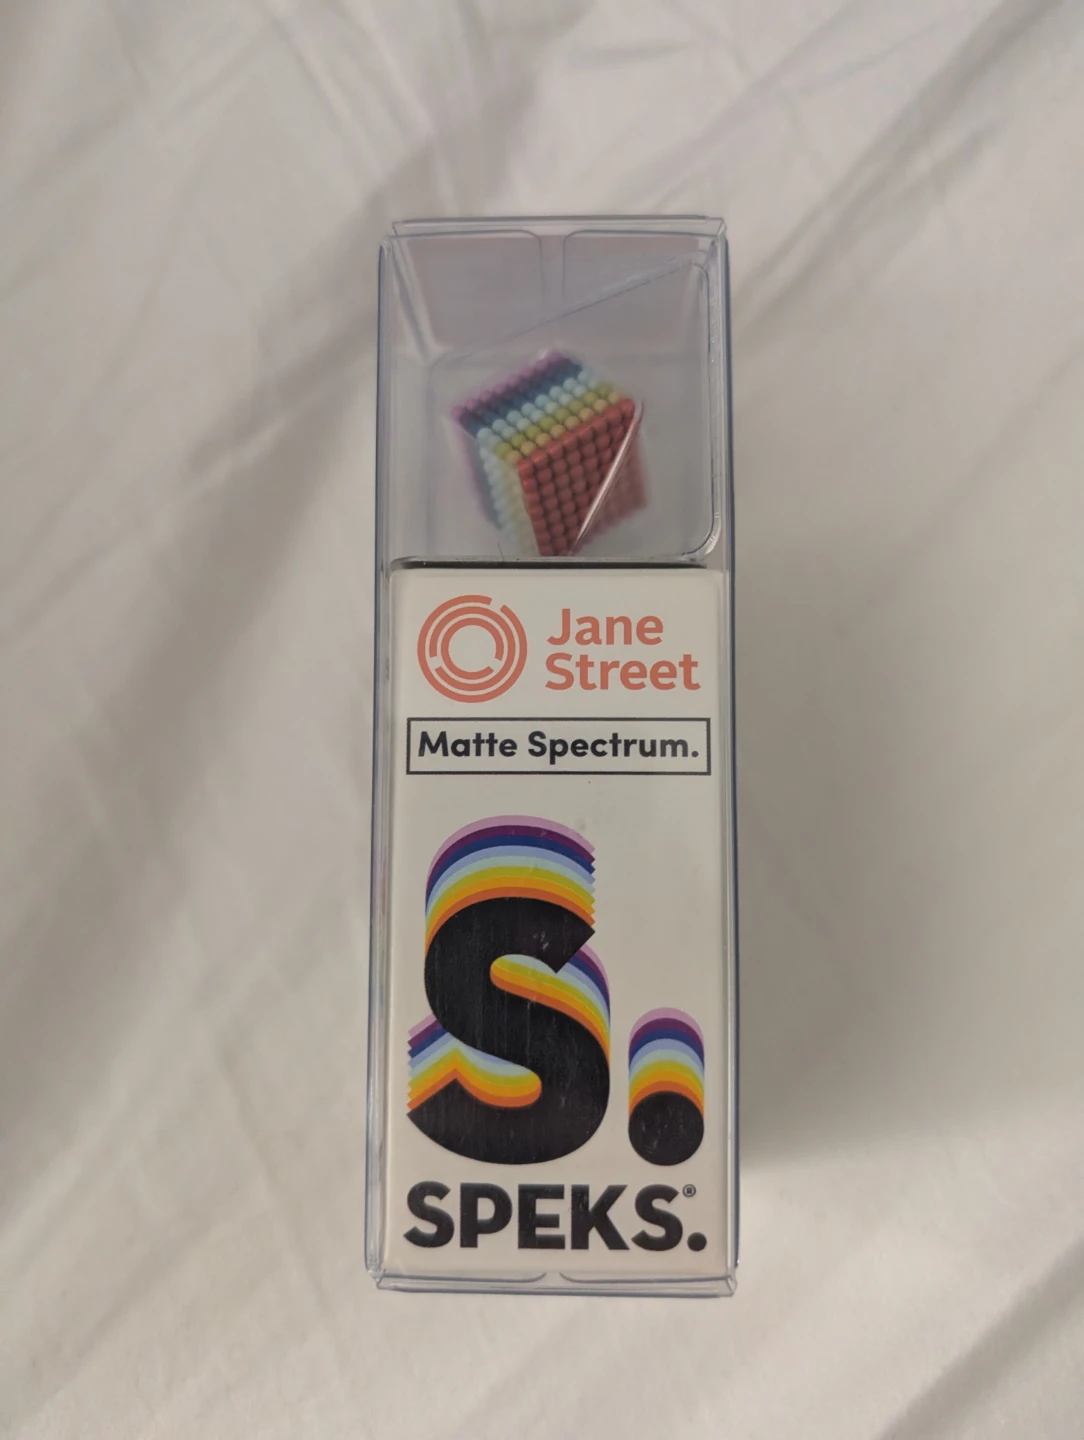 Jane
Street
Matte Spectrum.
S.
SPEKS®.